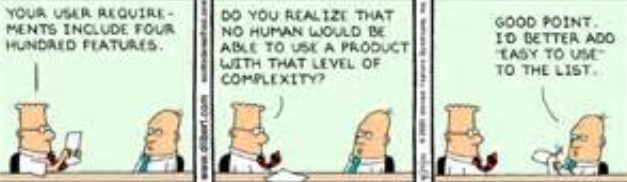 YOUR USER REQUIRE-
MENTS INCLUDE FOUR
HUNDRED FEATURES.
DO YOU REALIZE THAT
NO HUMAN WOULD BE
ABLE TO USE A PRODUCT
WITH THAT LEVEL OF
COMPLEXITY?
GOOD POINT.
I'D BETTER ADD
"EASY TO USE"
TO THE LIST.
www.dilbert.com